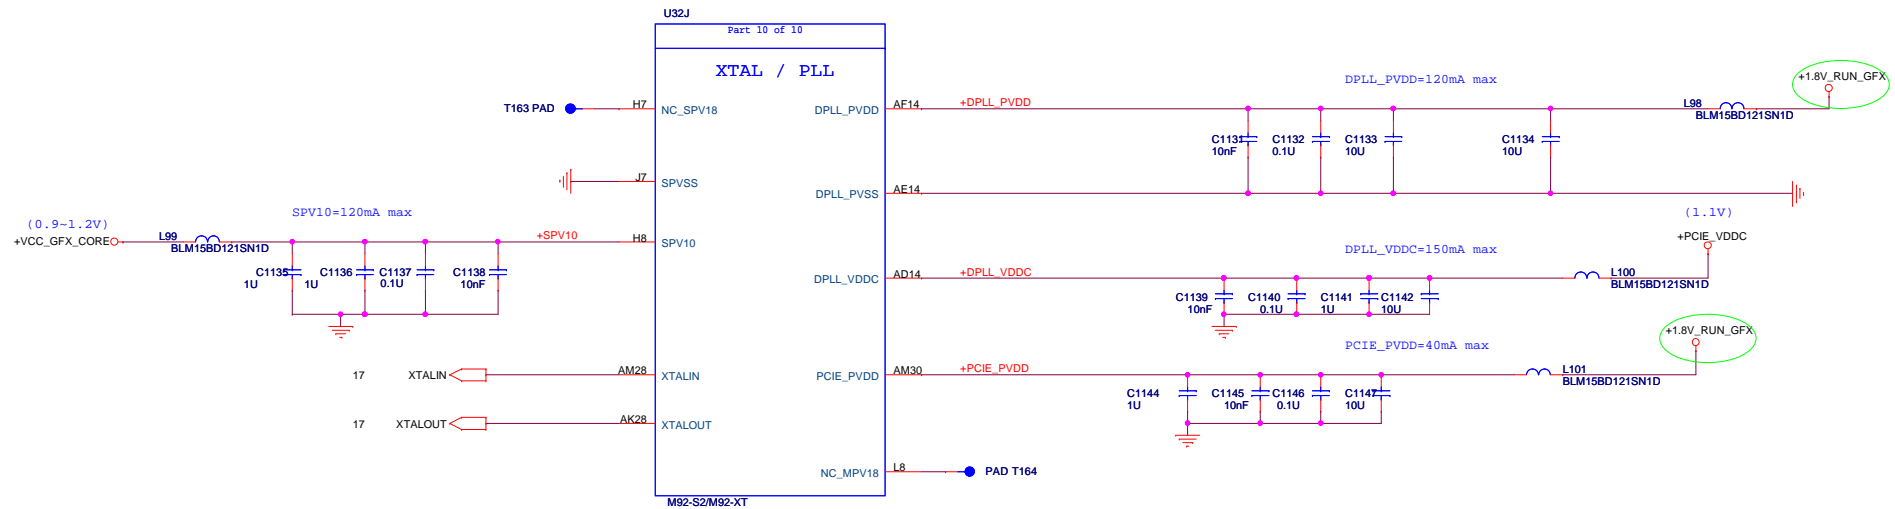 U32J
Part 10 of 10
XTAL / PLL
T163 PAD
H7
NC_SPV18
J7
SPVSS
(0.9~1.2V)
+VCC_GFX_CORE
L99
BLM15BD121SN1D
SPV10=120mA max
+SPV10
H8
SPV10
C1135
1U
C1136
1U
C1137
0.1U
C1138
10nF
17
XTALIN
AM28
XTALIN
17
XTALOUT
AK28
XTALOUT
DPLL_PVDD
AF14
+DPLL_PVDD
DPLL_PVDD=120mA max
C1131
10nF
C1132
0.1U
C1133
10U
C1134
10U
L98
BLM15BD121SN1D
+1.8V_RUN_GFX
DPLL_PVSS
AE14
DPLL_VDDC
AD14
+DPLL_VDDC
DPLL_VDDC=150mA max
C1139
10nF
C1140
0.1U
C1141
1U
C1142
10U
L100
BLM15BD121SN1D
(1.1V)
+PCIE_VDDC
PCIE_PVDD
AM30
+PCIE_PVDD
PCIE_PVDD=40mA max
C1144
1U
C1145
10nF
C1146
0.1U
C1147
10U
L101
BLM15BD121SN1D
+1.8V_RUN_GFX
NC_MPV18
L8
PAD T164
M92-S2/M92-XT